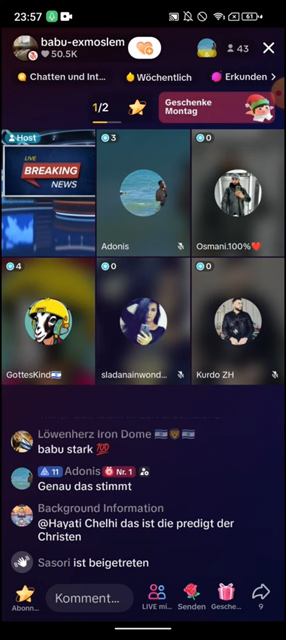 23:57
61
babu-exmoslem
50.5K
43
Chatten und Int...
Wöchentlich
Erkunden
1/2
Geschenke
Montag
Host
LIVE
BREAKING
NEWS
3
Adonis
0
Osmani.100%❤️
4
GottesKind🇮🇱
0
sladanainwond...
0
Kurdo ZH
Löwenherz Iron Dome 🇮🇱🦁🇮🇱
babu stark 💯
11 Adonis Nr. 1
Genau das stimmt
Background Information
@Hayati Chelhi das ist die predigt der
Christen
Sasori ist beigetreten
Abonn...
Komment...
LIVE mi...
Senden
Gesche...
9